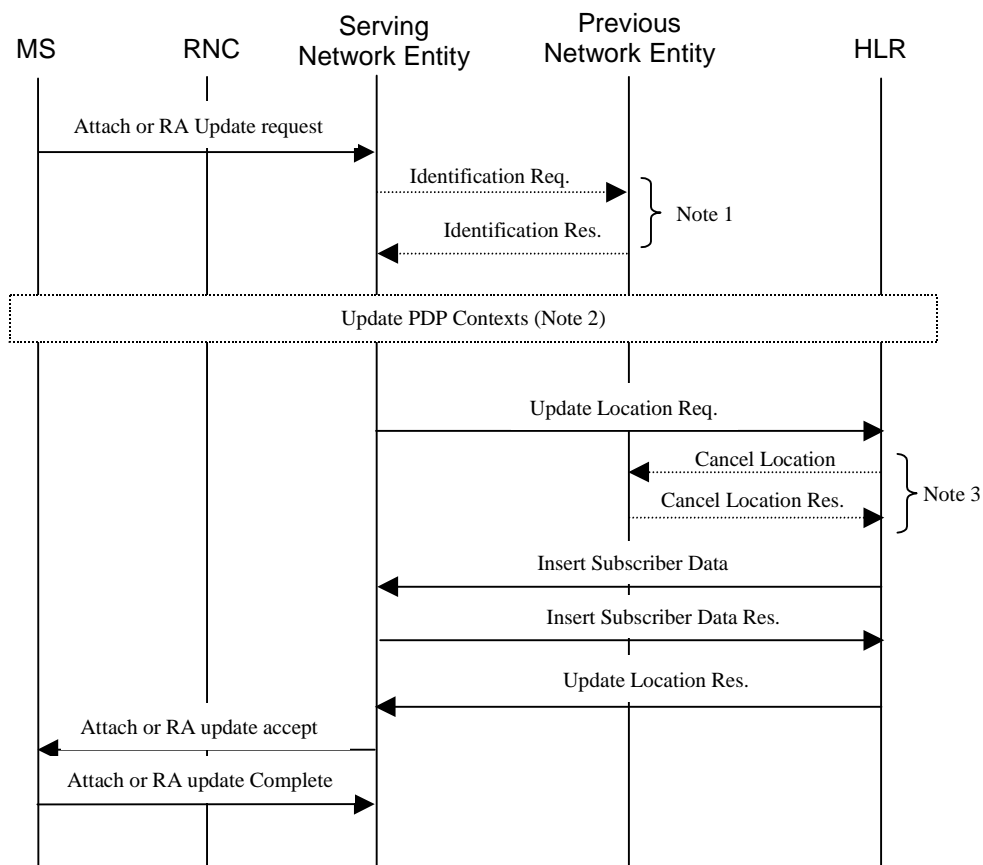 MS
RNC
Serving
Network Entity
Previous
Network Entity
HLR
Attach or RA Update request
Identification Req.
Note 1
Identification Res.
Update PDP Contexts (Note 2)
Update Location Req.
Cancel Location
Note 3
Cancel Location Res.
Insert Subscriber Data
Insert Subscriber Data Res.
Update Location Res.
Attach or RA update accept
Attach or RA update Complete